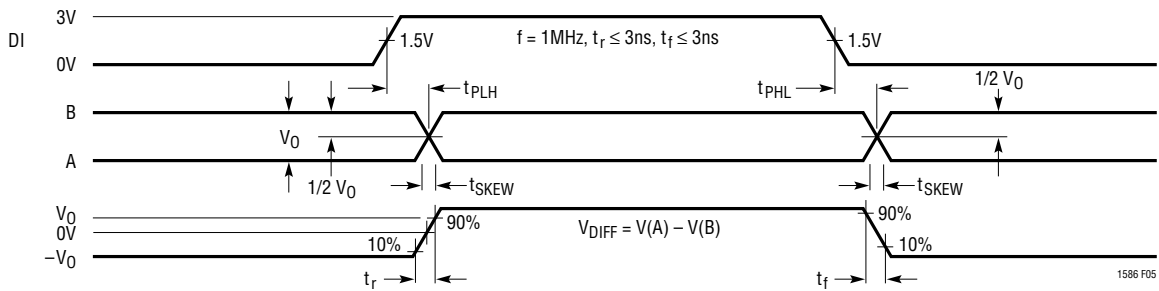 3V
DI
1.5V
f = 1MHz, tr ≤ 3ns, tf ≤ 3ns
1.5V
0V
1/2 VO
tPLH
tPHL
B
VO
A
1/2 VO
tSKEW
tSKEW
VO
90%
VDIFF = V(A) – V(B)
90%
0V
10%
10%
–VO
tr
tf
1586 F05